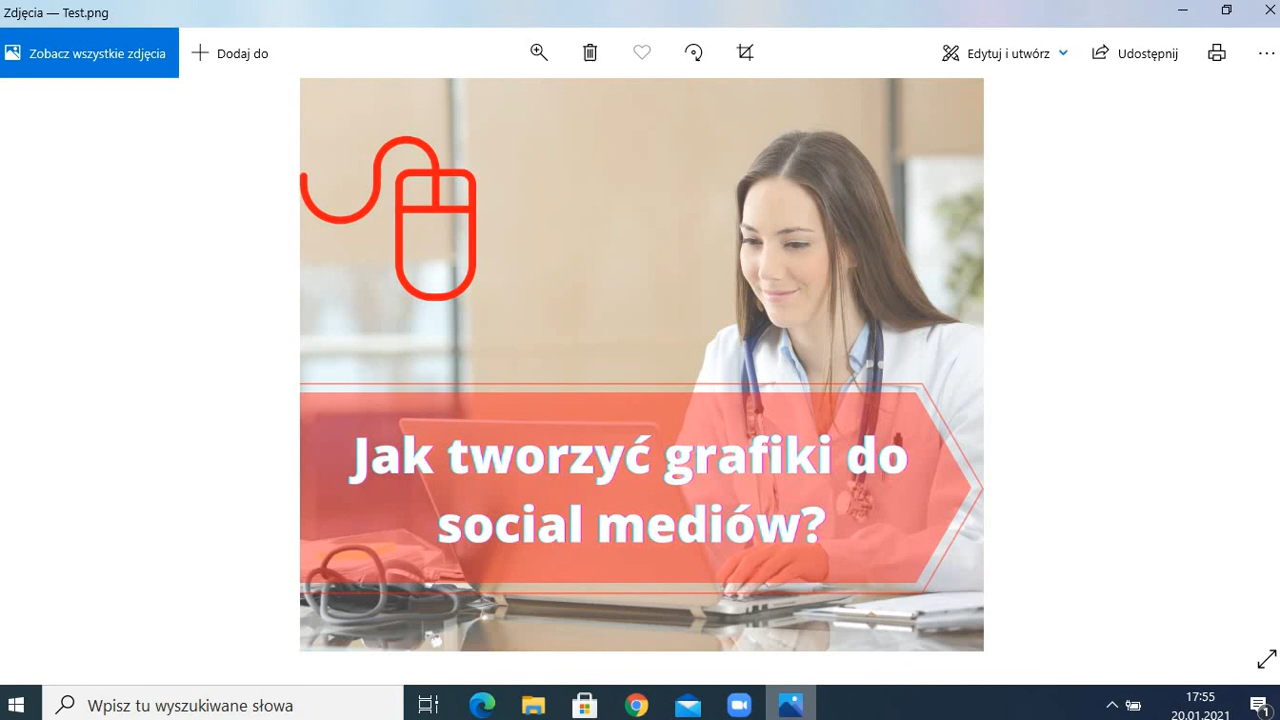 Zdjęcia — Test.png
Zobacz wszystkie zdjęcia
Dodaj do
Edytuj i utwórz
Udostępnij
Jak tworzyć grafiki do
social mediów?
Wpisz tu wyszukiwane słowa
17:55
20.01.2021
1